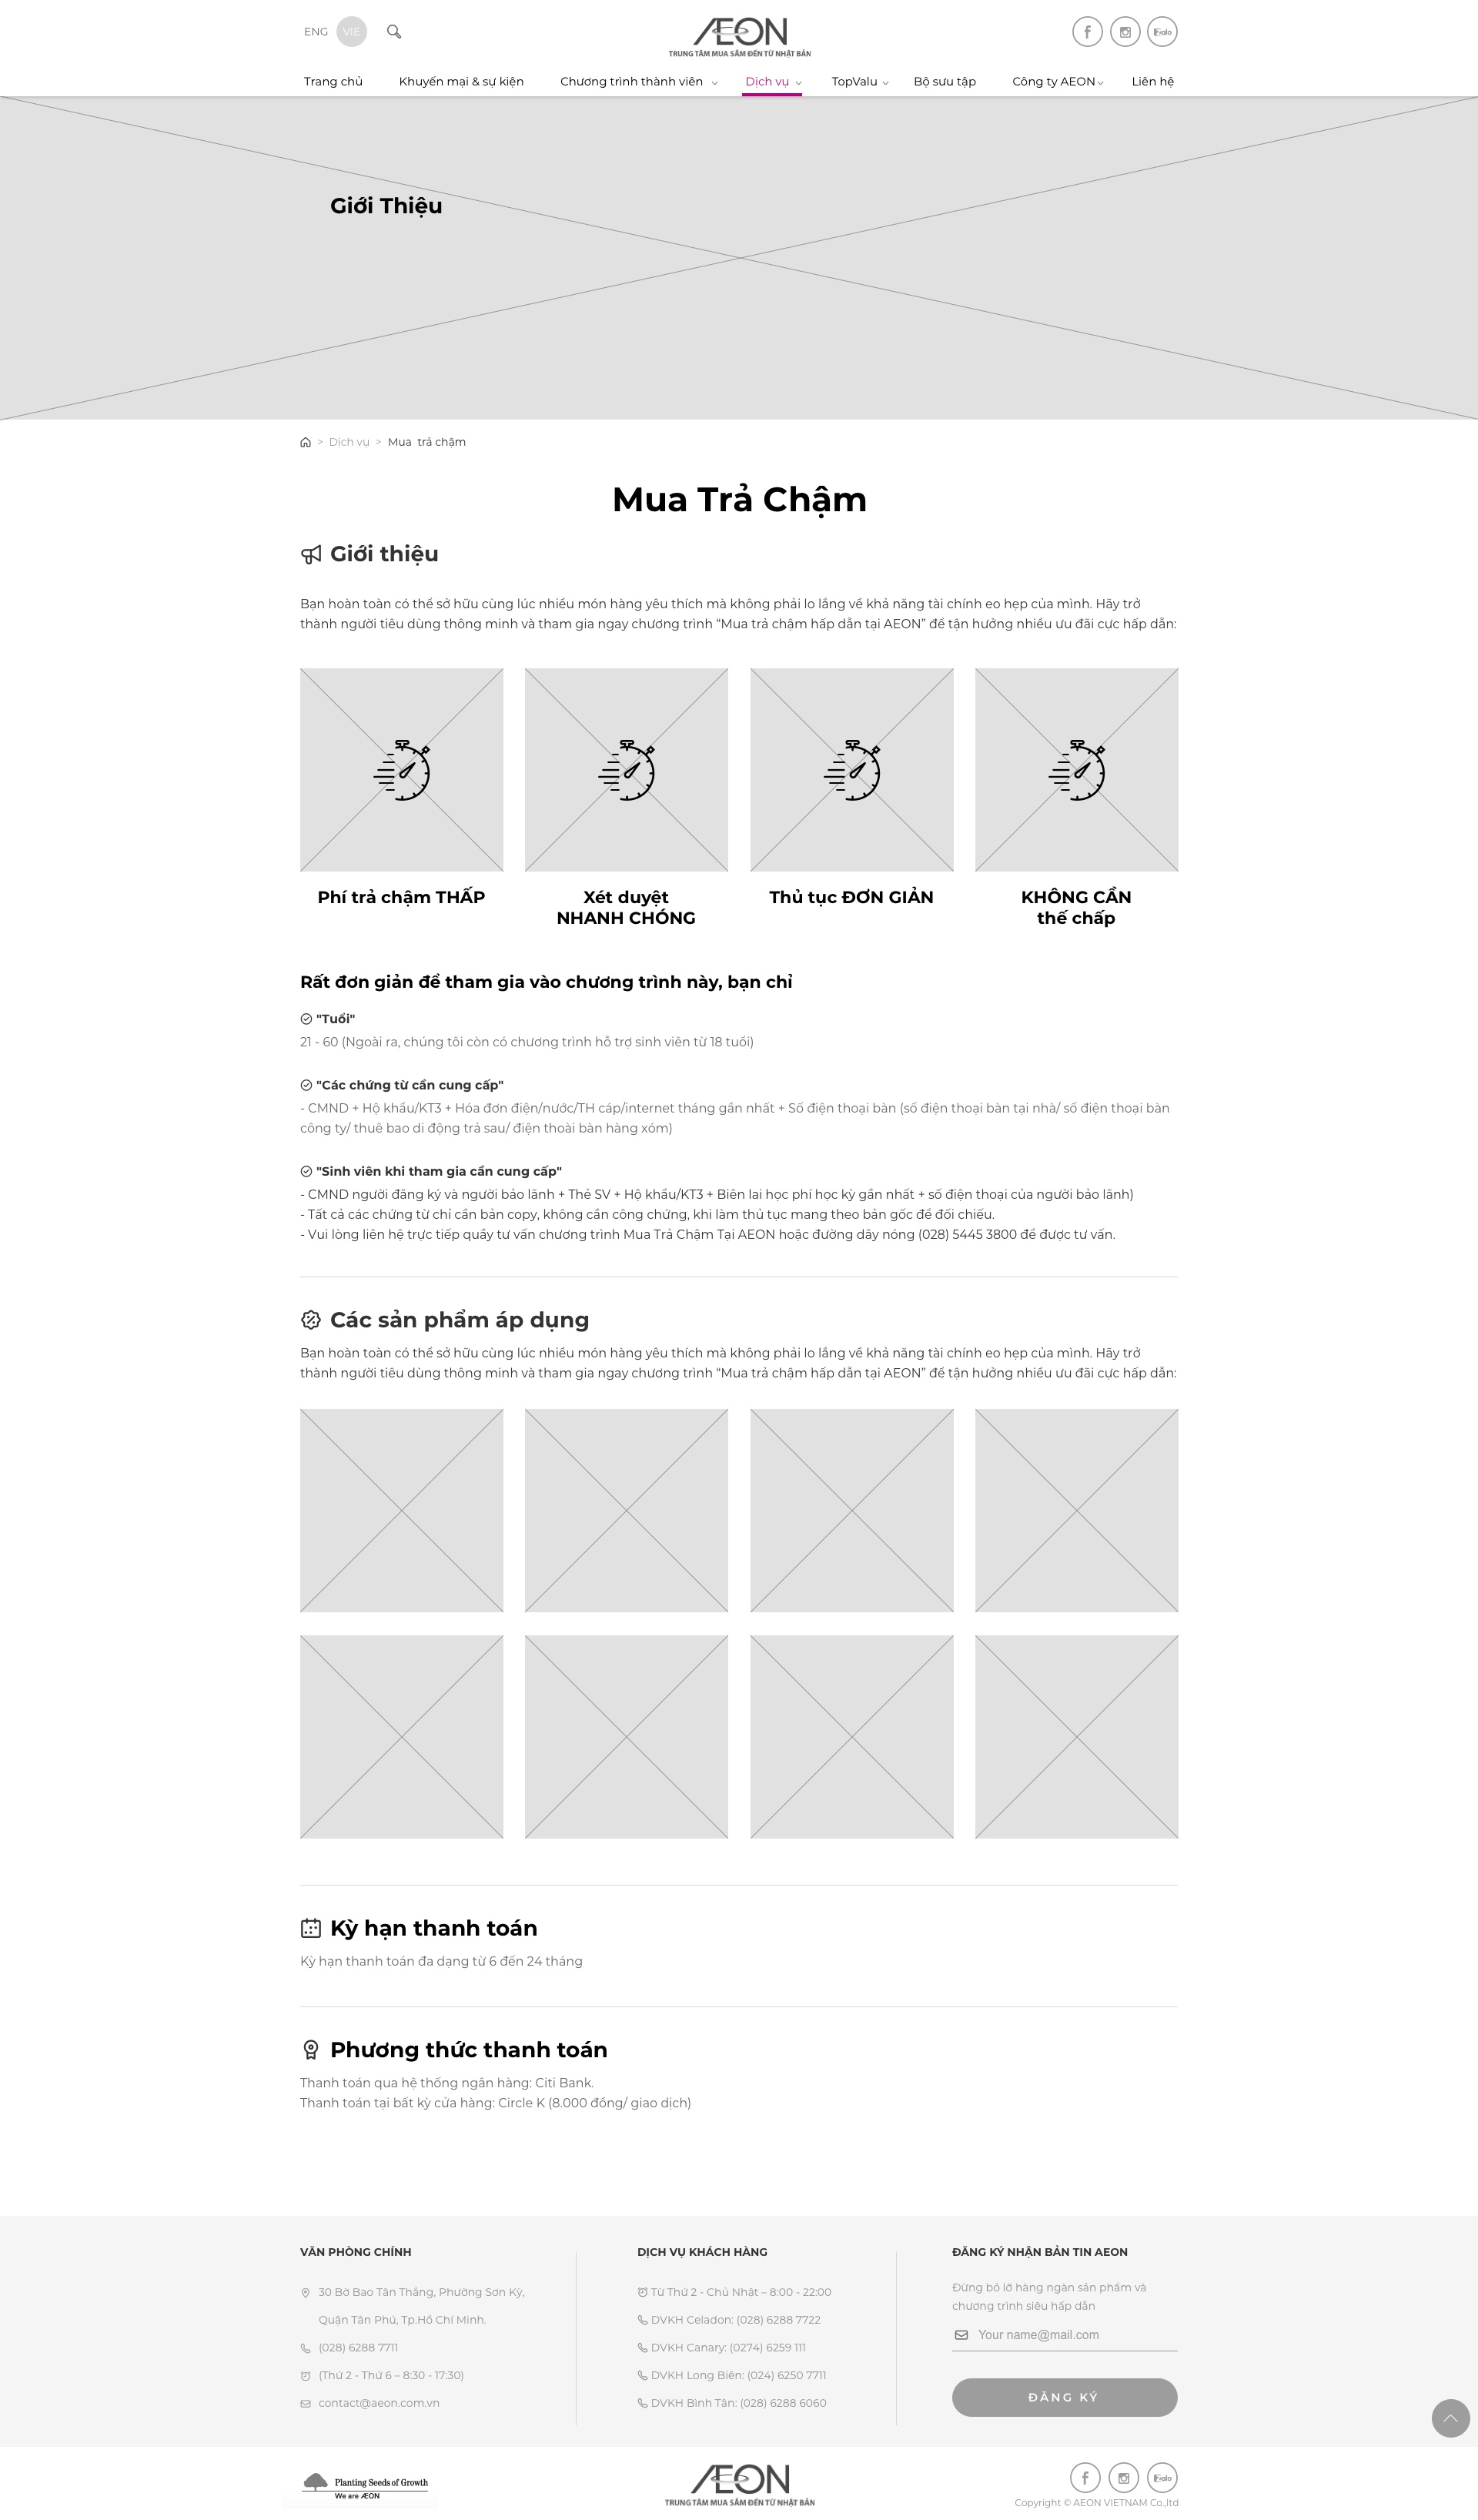 ENG VIE
ÆON
TRUNG TÂM MUA SẮM ĐẾN TỪ NHẬT BẢN
Zalo
Trang chủ Khuyến mại & sự kiện Chương trình thành viên Dịch vụ TopValu Bộ sưu tập Công ty AEON Liên hệ
Giới Thiệu
> Dịch vụ > Mua trả chậm
Mua Trả Chậm
Giới thiệu
Bạn hoàn toàn có thể sở hữu cùng lúc nhiều món hàng yêu thích mà không phải lo lắng về khả năng tài chính eo hẹp của mình. Hãy trở
thành người tiêu dùng thông minh và tham gia ngay chương trình “Mua trả chậm hấp dẫn tại AEON” để tận hưởng nhiều ưu đãi cực hấp dẫn:
Phí trả chậm THẤP
Xét duyệt
NHANH CHÓNG
Thủ tục ĐƠN GIẢN
KHÔNG CẦN
thế chấp
Rất đơn giản để tham gia vào chương trình này, bạn chỉ
"Tuổi"
21 - 60 (Ngoài ra, chúng tôi còn có chương trình hỗ trợ sinh viên từ 18 tuổi)
"Các chứng từ cần cung cấp"
- CMND + Hộ khẩu/KT3 + Hóa đơn điện/nước/TH cáp/internet tháng gần nhất + Số điện thoại bàn (số điện thoại bàn tại nhà/ số điện thoại bàn
công ty/ thuê bao di động trả sau/ điện thoài bàn hàng xóm)
"Sinh viên khi tham gia cần cung cấp"
- CMND người đăng ký và người bảo lãnh + Thẻ SV + Hộ khẩu/KT3 + Biên lai học phí học kỳ gần nhất + số điện thoại của người bảo lãnh)
- Tất cả các chứng từ chỉ cần bản copy, không cần công chứng, khi làm thủ tục mang theo bản gốc để đối chiếu.
- Vui lòng liên hệ trực tiếp quầy tư vấn chương trình Mua Trả Chậm Tại AEON hoặc đường dây nóng (028) 5445 3800 để được tư vấn.
Các sản phẩm áp dụng
Bạn hoàn toàn có thể sở hữu cùng lúc nhiều món hàng yêu thích mà không phải lo lắng về khả năng tài chính eo hẹp của mình. Hãy trở
thành người tiêu dùng thông minh và tham gia ngay chương trình “Mua trả chậm hấp dẫn tại AEON” để tận hưởng nhiều ưu đãi cực hấp dẫn:
Kỳ hạn thanh toán
Kỳ hạn thanh toán đa dạng từ 6 đến 24 tháng
Phương thức thanh toán
Thanh toán qua hệ thống ngân hàng: Citi Bank.
Thanh toán tại bất kỳ cửa hàng: Circle K (8.000 đồng/ giao dịch)
VĂN PHÒNG CHÍNH
30 Bờ Bao Tân Thắng, Phường Sơn Kỳ,
Quận Tân Phú, Tp.Hồ Chí Minh.
(028) 6288 7711
(Thứ 2 - Thứ 6 – 8:30 - 17:30)
contact@aeon.com.vn
DỊCH VỤ KHÁCH HÀNG
Từ Thứ 2 - Chủ Nhật – 8:00 - 22:00
DVKH Celadon: (028) 6288 7722
DVKH Canary: (0274) 6259 111
DVKH Long Biên: (024) 6250 7711
DVKH Bình Tân: (028) 6288 6060
ĐĂNG KÝ NHẬN BẢN TIN AEON
Đừng bỏ lỡ hàng ngàn sản phẩm và
chương trình siêu hấp dẫn
Your name@mail.com
ĐĂNG KÝ
Planting Seeds of Growth
We are ÆON
ÆON
TRUNG TÂM MUA SẮM ĐẾN TỪ NHẬT BẢN
Zalo
Copyright © AEON VIETNAM Co.,ltd